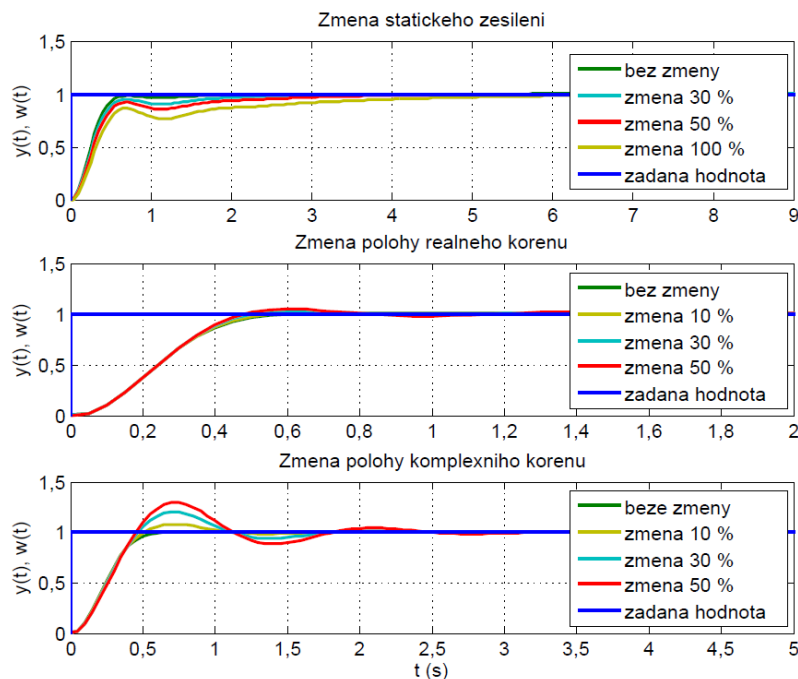 Zmena statickeho zesileni
y(t), w(t)
1,5
1
0,5
0
bez zmeny
zmena 30 %
zmena 50 %
zmena 100 %
zadana hodnota
0 1 2 3 4 5 6 7 8 9
Zmena polohy realneho korenu
y(t), w(t)
1,5
1
0,5
0
bez zmeny
zmena 10 %
zmena 30 %
zmena 50 %
zadana hodnota
0 0,2 0,4 0,6 0,8 1 1,2 1,4 1,6 1,8 2
Zmena polohy komplexniho korenu
y(t), w(t)
1,5
1
0,5
0
beze zmeny
zmena 10 %
zmena 30 %
zmena 50 %
zadana hodnota
0 0,5 1 1,5 2 2,5 3 3,5 4 4,5 5
t (s)